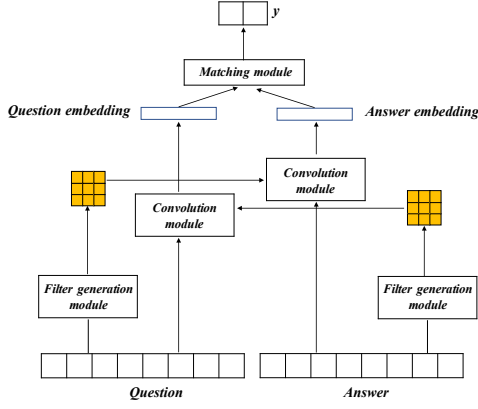 y
Matching module
Question embedding
Answer embedding
Convolution
module
Convolution
module
Filter generation
module
Filter generation
module
Question
Answer